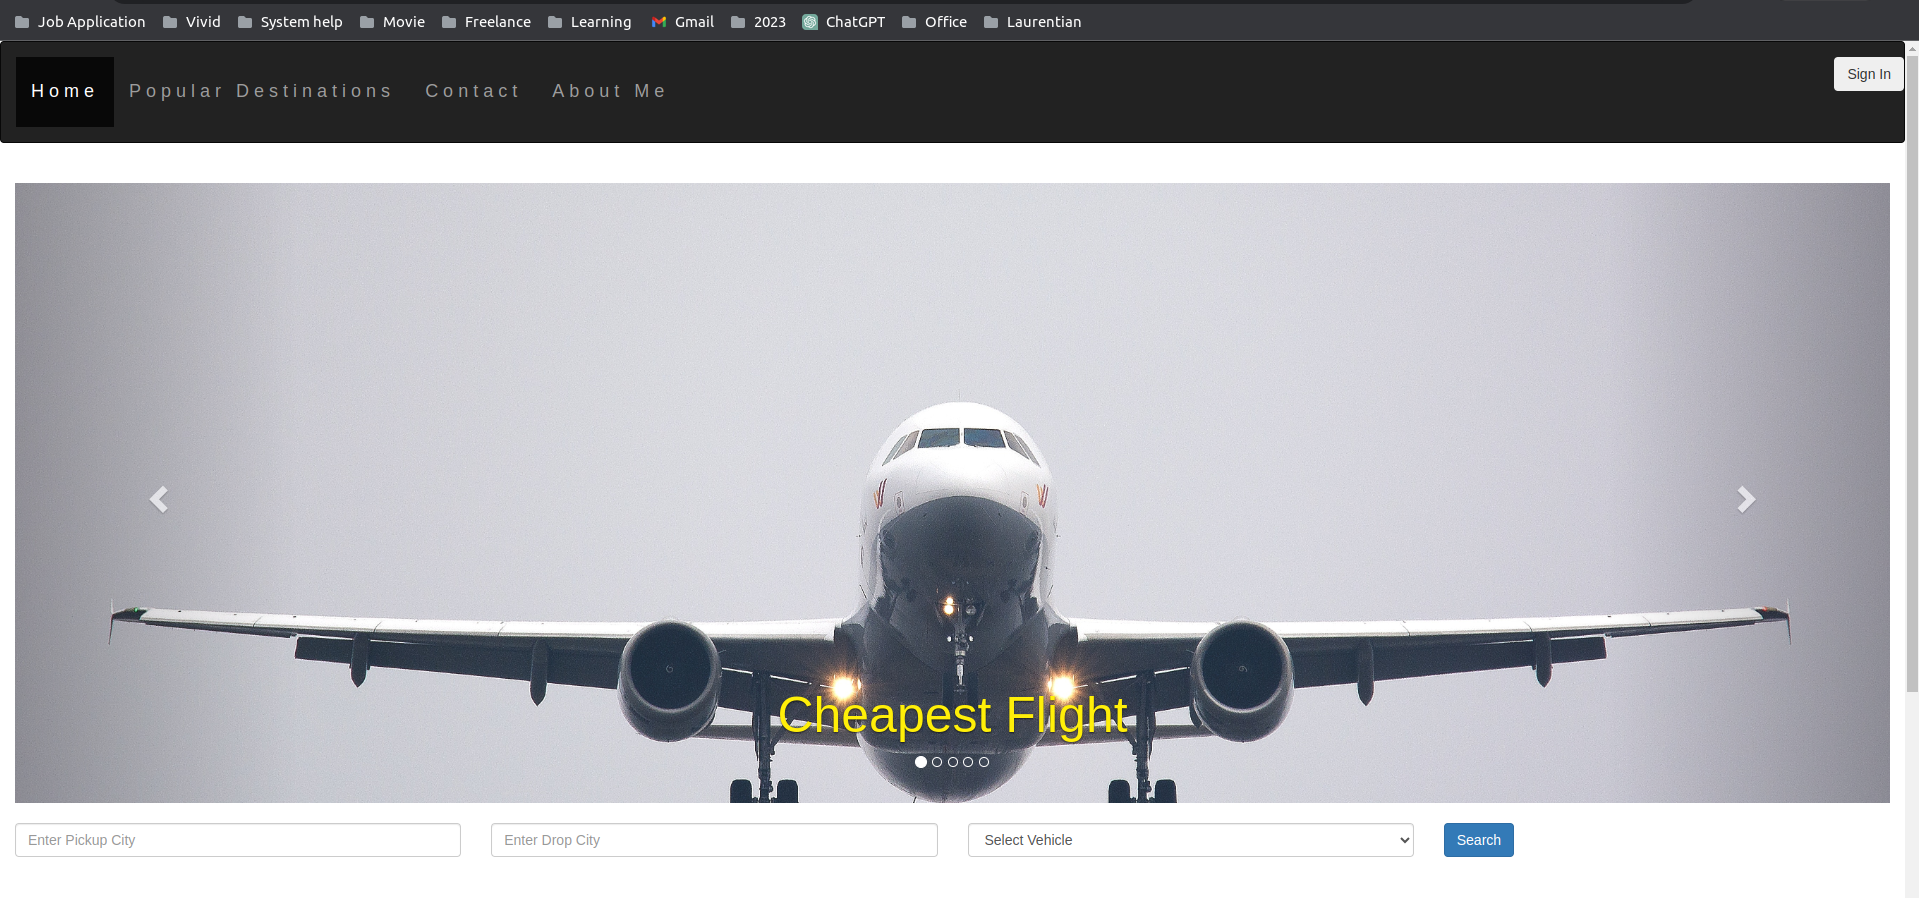 Job Application Vivid System help Movie Freelance Learning Gmail 2023 ChatGPT Office Laurentian
Home Popular Destinations Contact About Me Sign In
Cheapest Flight
Enter Pickup City Enter Drop City Select Vehicle Search